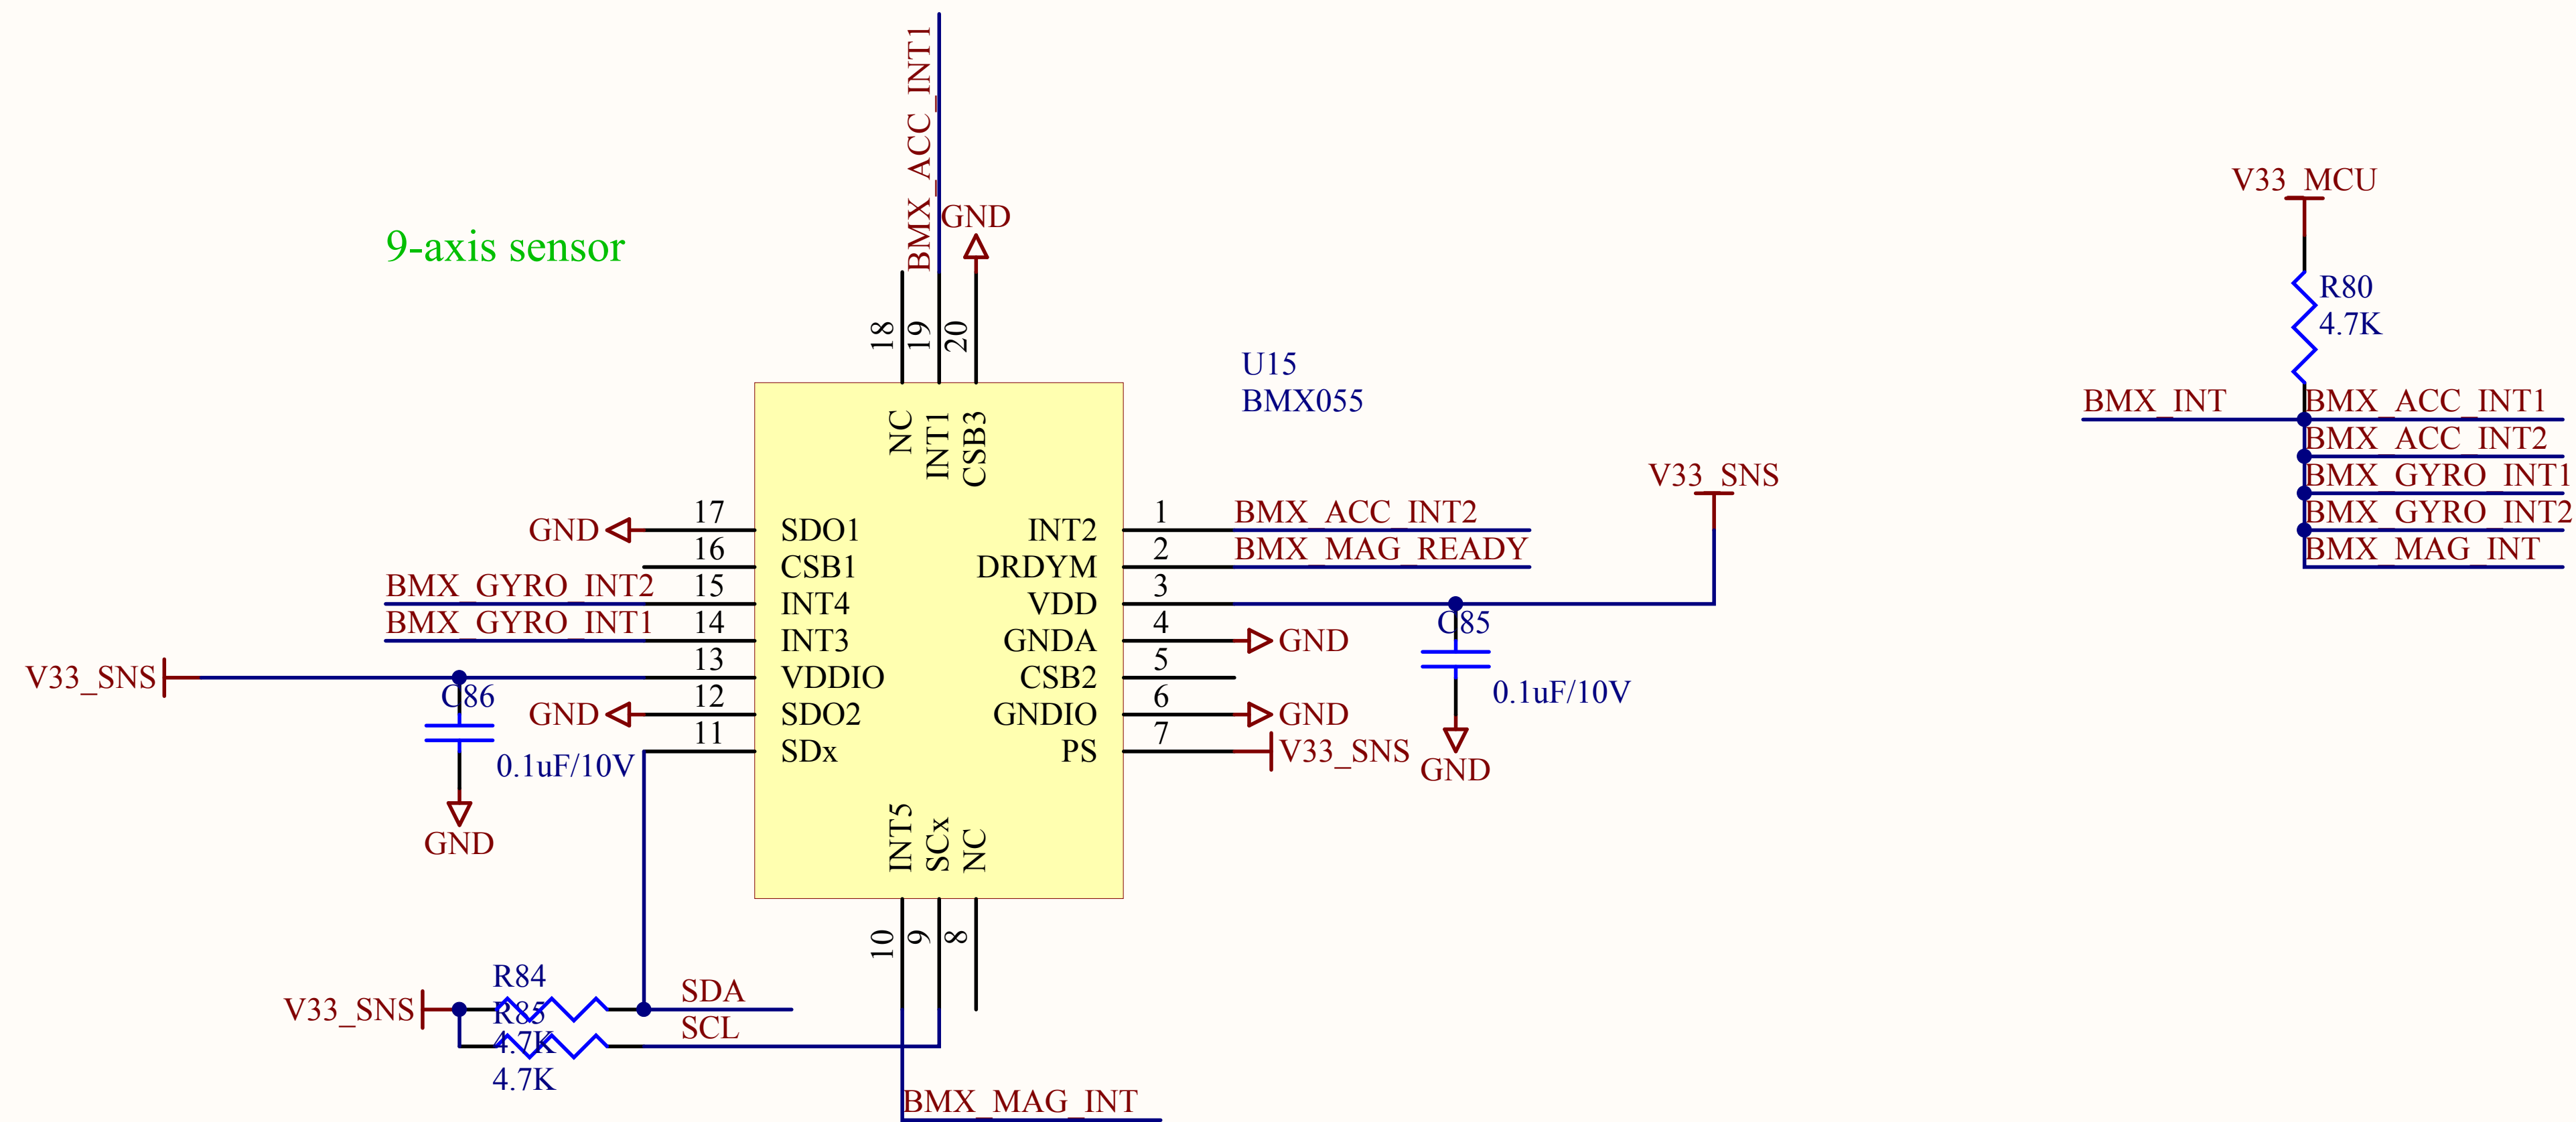 BMX_ACC_INT1
GND
9-axis sensor
18
19
20
U15
BMX055
NC
INT1
CSB3
GND
17
SDO1
16
CSB1
BMX_GYRO_INT2
15
INT4
BMX_GYRO_INT1
14
INT3
V33_SNS
13
VDDIO
C86
0.1uF/10V
GND
GND
12
SDO2
11
SDx
INT2
1
BMX_ACC_INT2
DRDYM
2
BMX_MAG_READY
VDD
3
V33_SNS
C85
0.1uF/10V
GND
GNDA
4
GND
CSB2
5
GNDIO
6
GND
PS
7
V33_SNS
INT5
SCx
NC
10
9
8
V33_SNS
R84
R85
4.7K
4.7K
SDA
SCL
BMX_MAG_INT
V33_MCU
R80
4.7K
BMX_INT
BMX_ACC_INT1
BMX_ACC_INT2
BMX_GYRO_INT1
BMX_GYRO_INT2
BMX_MAG_INT